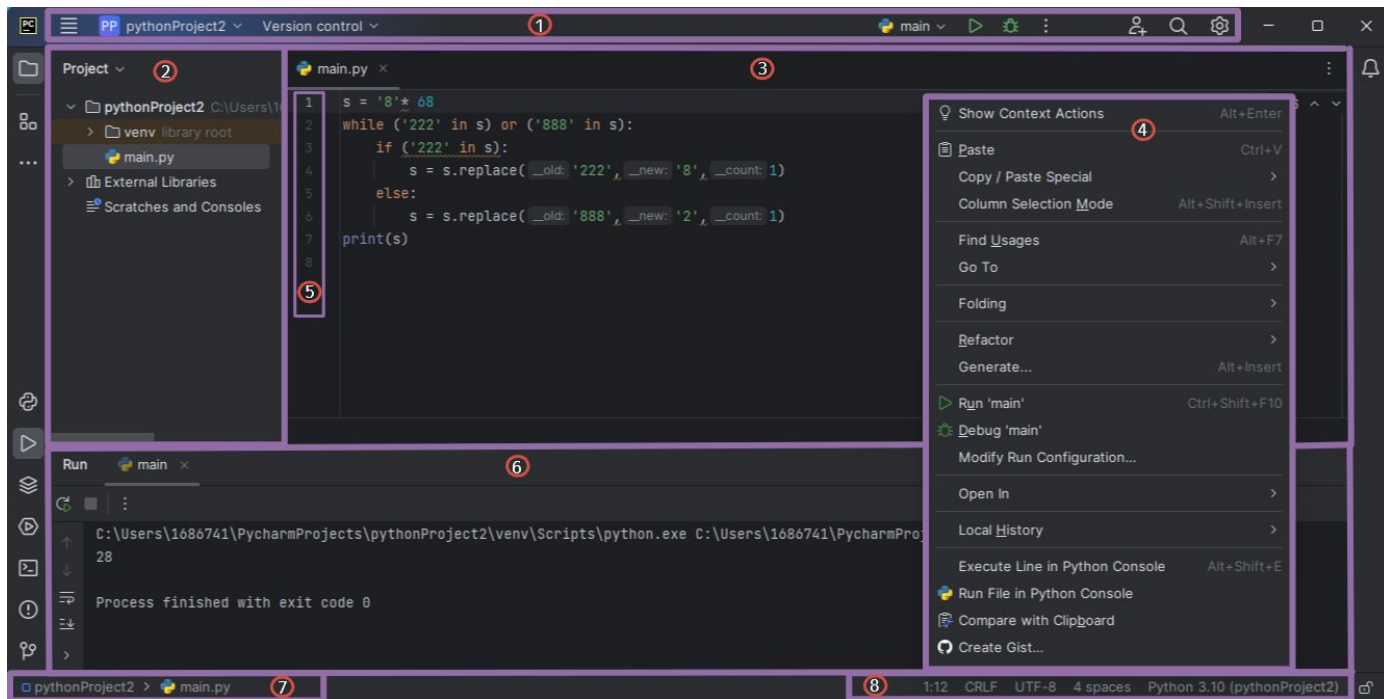 PC PP pythonProject2 Version control ① main
Project ②
pythonProject2 C:\Users\1
venv library root
main.py
External Libraries
Scratches and Consoles
main.py × ③
1 s = '8'* 68
2 while ('222' in s) or ('888' in s):
3 if ('222' in s):
4 s = s.replace( __old: '222', __new: '8', __count: 1)
5 else:
6 s = s.replace( __old: '888', __new: '2', __count: 1)
7 print(s)
8
⑤
④
Show Context Actions Alt+Enter
Paste Ctrl+V
Copy / Paste Special
Column Selection Mode Alt+Shift+Insert
Find Usages Alt+F7
Go To
Folding
Refactor
Generate... Alt+Insert
Run 'main' Ctrl+Shift+F10
Debug 'main'
Modify Run Configuration...
Open In
Local History
Execute Line in Python Console Alt+Shift+E
Run File in Python Console
Compare with Clipboard
Create Gist...
Run main × ⑥
C:\Users\1686741\PycharmProjects\pythonProject2\venv\Scripts\python.exe C:\Users\1686741\PycharmProj
28
Process finished with exit code 0
pythonProject2 > main.py ⑦
⑧ 1:12 CRLF UTF-8 4 spaces Python 3.10 (pythonProject2)